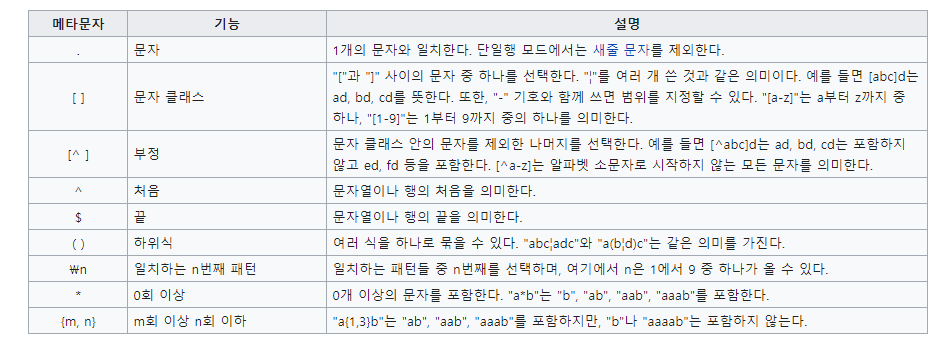 메타문자 기능 설명
. 문자 1개의 문자와 일치한다. 단일행 모드에서는 새줄 문자를 제외한다.
[ ] 문자 클래스 "["과 "]" 사이의 문자 중 하나를 선택한다. "¦"를 여러 개 쓴 것과 같은 의미이다. 예를 들면 [abc]d는
ad, bd, cd를 뜻한다. 또한, "-" 기호와 함께 쓰면 범위를 지정할 수 있다. "[a-z]"는 a부터 z까지 중
하나, "[1-9]"는 1부터 9까지 중의 하나를 의미한다.
[^ ] 부정 문자 클래스 안의 문자를 제외한 나머지를 선택한다. 예를 들면 [^abc]d는 ad, bd, cd는 포함하지
않고 ed, fd 등을 포함한다. [^a-z]는 알파벳 소문자로 시작하지 않는 모든 문자를 의미한다.
^ 처음 문자열이나 행의 처음을 의미한다.
$ 끝 문자열이나 행의 끝을 의미한다.
( ) 하위식 여러 식을 하나로 묶을 수 있다. "abc¦adc"와 "a(b¦d)c"는 같은 의미를 가진다.
₩n 일치하는 n번째 패턴 일치하는 패턴들 중 n번째를 선택하며, 여기에서 n은 1에서 9 중 하나가 올 수 있다.
* 0회 이상 0개 이상의 문자를 포함한다. "a*b"는 "b", "ab", "aab", "aaab"를 포함한다.
{m, n} m회 이상 n회 이하 "a{1,3}b"는 "ab", "aab", "aaab"를 포함하지만, "b"나 "aaaab"는 포함하지 않는다.